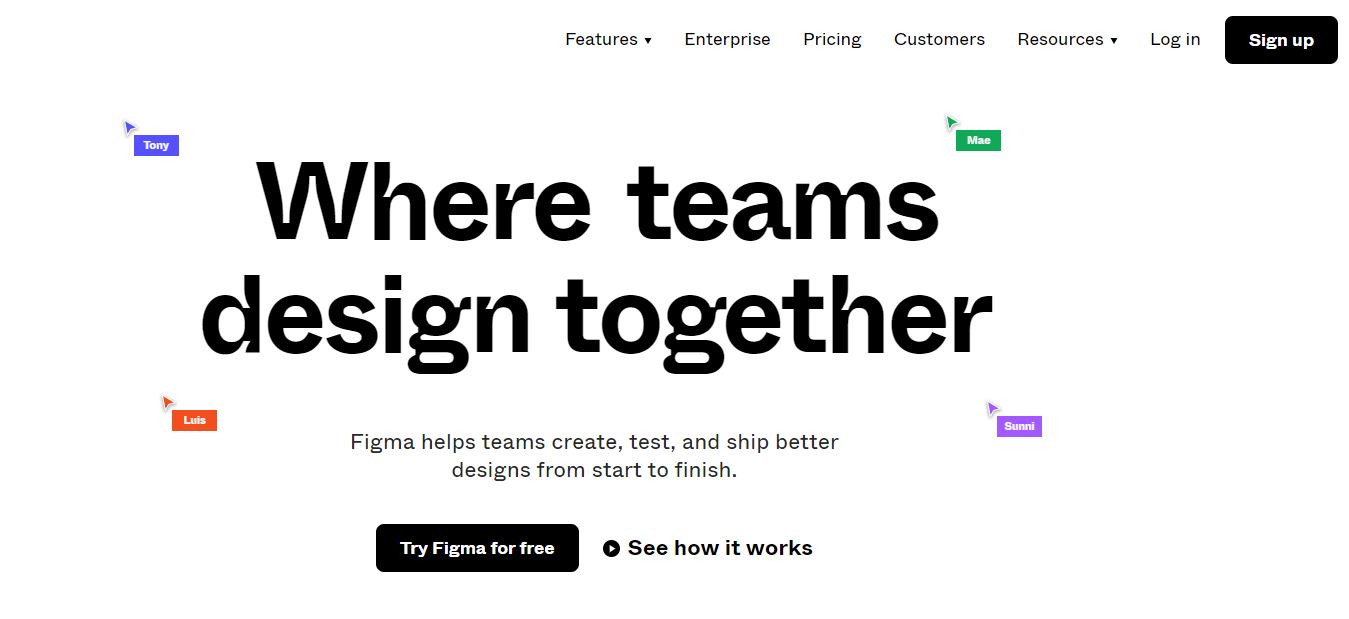 Features Enterprise Pricing Customers Resources Log in Sign up
Tony
Mae
Where teams
design together
Luis
Sunni
Figma helps teams create, test, and ship better
designs from start to finish.
Try Figma for free See how it works